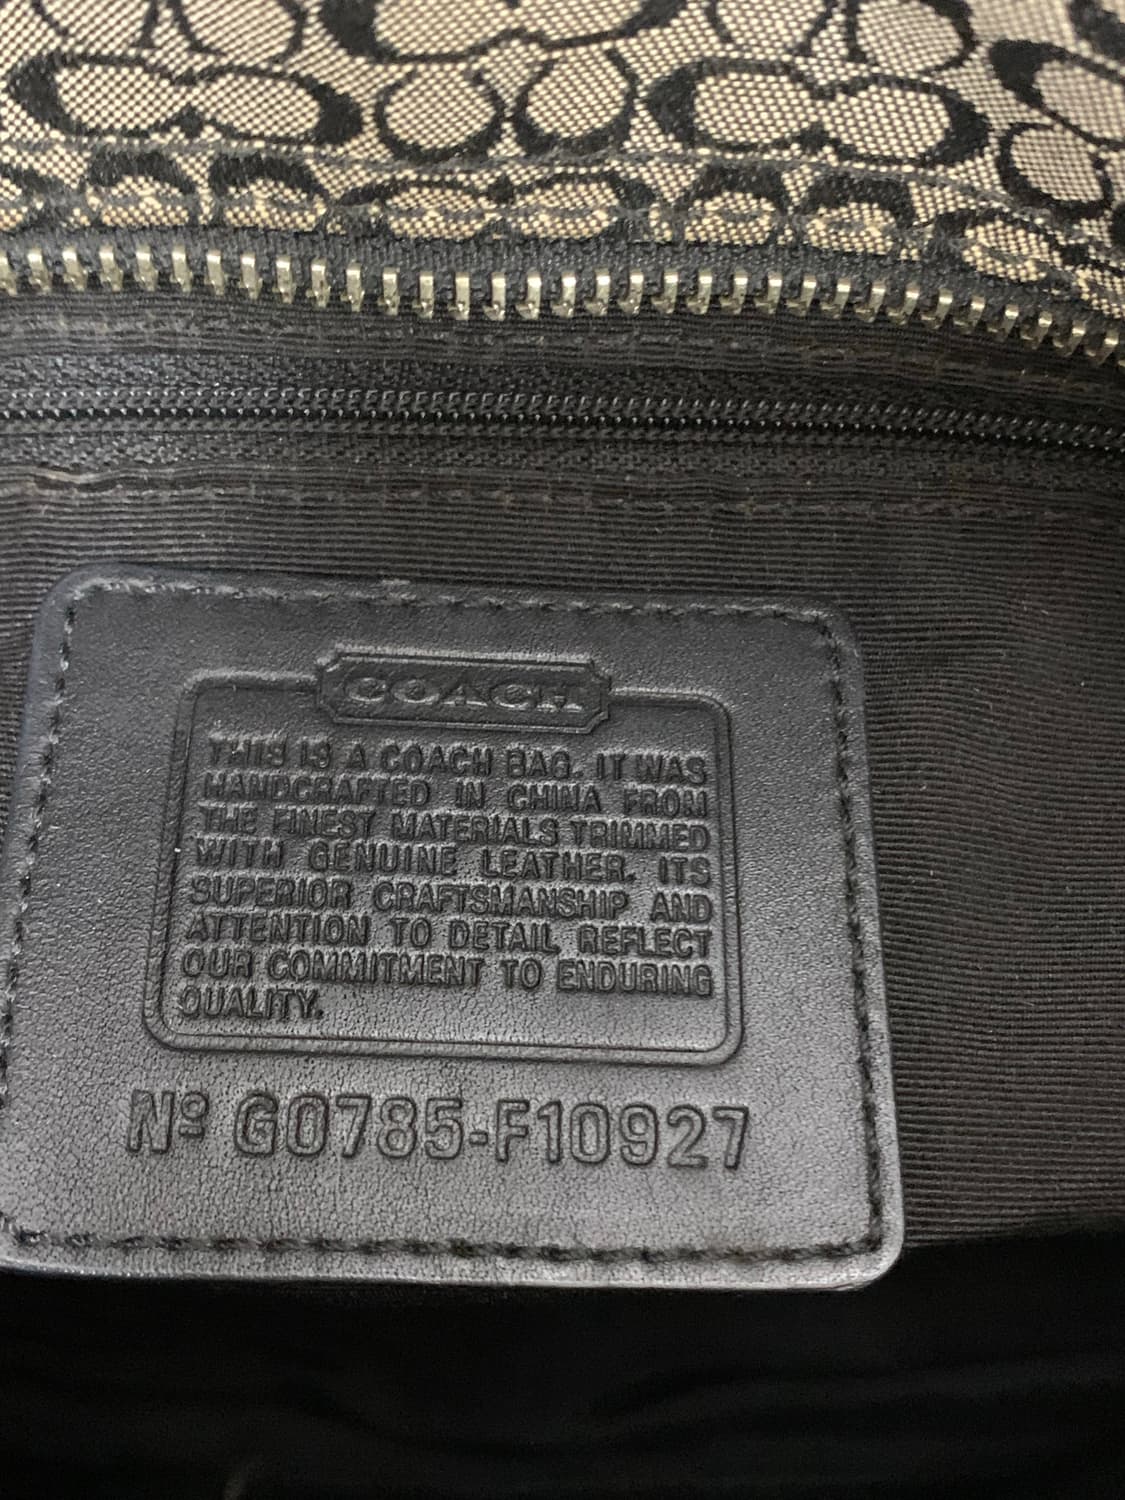 COACH
THIS IS A COACH BAG. IT WAS
HANDCRAFTED IN CHINA FROM
THE FINEST MATERIALS TRIMMED
WITH GENUINE LEATHER. ITS
SUPERIOR CRAFTSMANSHIP AND
ATTENTION TO DETAIL REFLECT
OUR COMMITMENT TO ENDURING
QUALITY.
Nº G0785-F10927